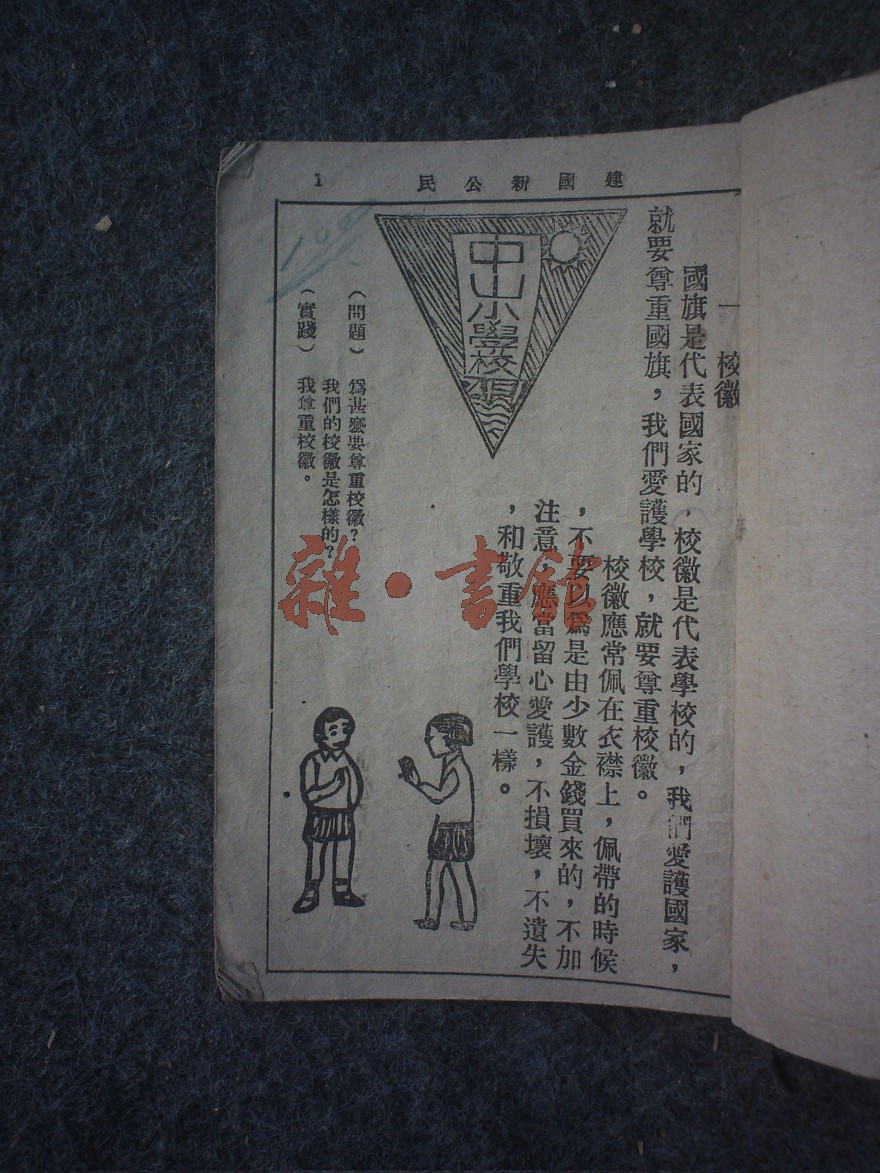 建國新公民
1
一 校徽
國旗是代表國家的，校徽是代表學校的，我們愛護國家，
就要尊重國旗，我們愛護學校，就要尊重校徽。
校徽應常佩在衣襟上，佩帶的時候
，不要以爲是由少數金錢買來的，不加
注意；應當留心愛護，不損壞，不遺失
，和敬重我們學校一樣。
中山小學校
（問題） 爲甚麽要尊重校徽？
我們的校徽是怎樣的？
（實踐） 我尊重校徽。
雜·書館